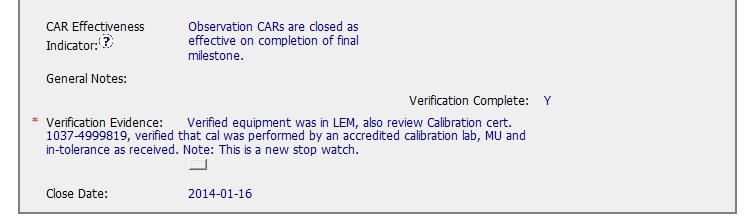 CAR Effectiveness Observation CARs are closed as
Indicator: ? effective on completion of final
milestone.
General Notes:
Verification Complete: Y
* Verification Evidence: Verified equipment was in LEM, also review Calibration cert.
1037-4999819, verified that cal was performed by an accredited calibration lab, MU and
in-tolerance as received. Note: This is a new stop watch.
Close Date: 2014-01-16